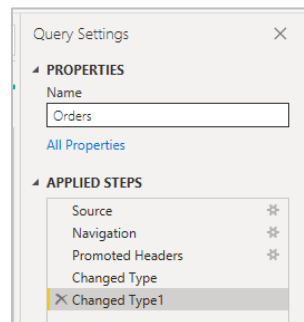 Query Settings
PROPERTIES
Name
Orders
All Properties
APPLIED STEPS
Source
Navigation
Promoted Headers
Changed Type
Changed Type1